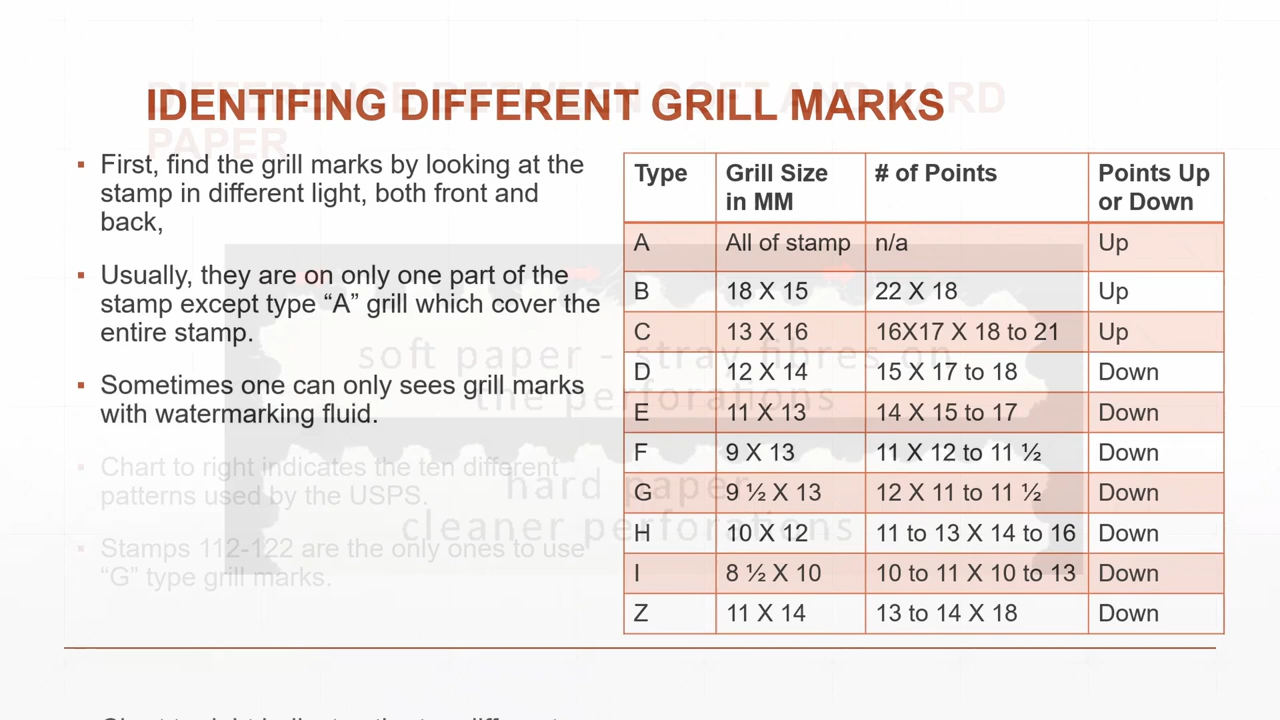 DIFFERENCE BETWEEN SOFT AND HARD
PAPER
IDENTIFING DIFFERENT GRILL MARKS
▪ First, find the grill marks by looking at the
stamp in different light, both front and
back,
▪ Usually, they are on only one part of the
stamp except type “A” grill which cover the
entire stamp.
▪ Sometimes one can only sees grill marks
with watermarking fluid.
▪ Chart to right indicates the ten different
patterns used by the USPS.
▪ Stamps 112-122 are the only ones to use
“G” type grill marks.
Type Grill Size in MM # of Points Points Up or Down
A All of stamp n/a Up
B 18 X 15 22 X 18 Up
C 13 X 16 16X17 X 18 to 21 Up
D 12 X 14 15 X 17 to 18 Down
E 11 X 13 14 X 15 to 17 Down
F 9 X 13 11 X 12 to 11 ½ Down
G 9 ½ X 13 12 X 11 to 11 ½ Down
H 10 X 12 11 to 13 X 14 to 16 Down
I 8 ½ X 10 10 to 11 X 10 to 13 Down
Z 11 X 14 13 to 14 X 18 Down
soft paper - stray fibres on
the perforations
hard paper
cleaner perforations
Chart to right indicates the ten different